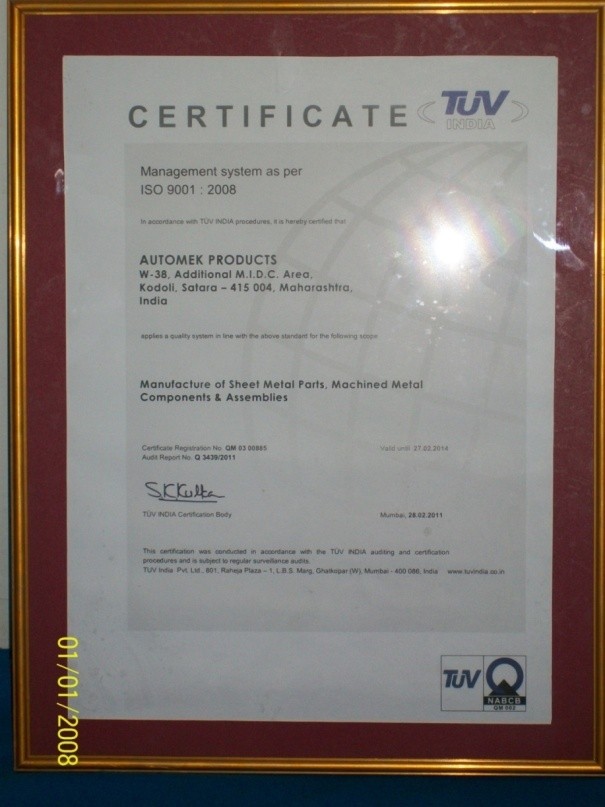 CERTIFICATE
TÜV
INDIA
Management system as per
ISO 9001 : 2008
In accordance with TÜV INDIA procedures, it is hereby certified that
AUTOMEK PRODUCTS
W-38, Additional M.I.D.C. Area,
Kodoli, Satara – 415 004, Maharashtra,
India
applies a quality system in line with the above standard for the following scope
Manufacture of Sheet Metal Parts, Machined Metal
Components & Assemblies
Certificate Registration No. QM 03 00885
Valid until 27.02.2014
Audit Report No. Q 3439/2011
S.K.Kulka
TÜV INDIA Certification Body
Mumbai, 28.02.2011
This certification was conducted in accordance with the TÜV INDIA auditing and certification
procedures and is subject to regular surveillance audits.
TÜV India Pvt. Ltd., 801, Raheja Plaza – 1, L.B.S. Marg, Ghatkopar (W), Mumbai - 400 086, India www.tuvindia.co.in
TÜV
NABCB
QM 002
01/01/2008